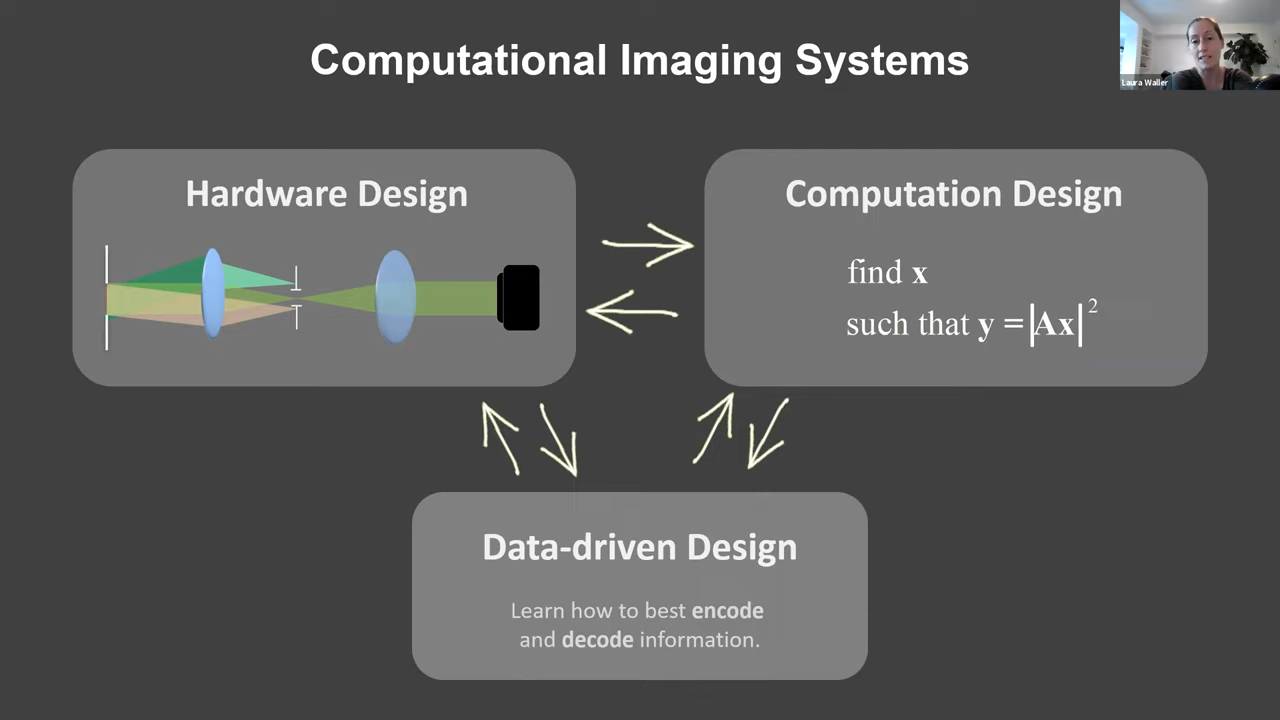 Computational Imaging Systems
Laura Waller
Hardware Design
Computation Design
find x
such that y = |Ax|²
Data-driven Design
Learn how to best encode
and decode information.